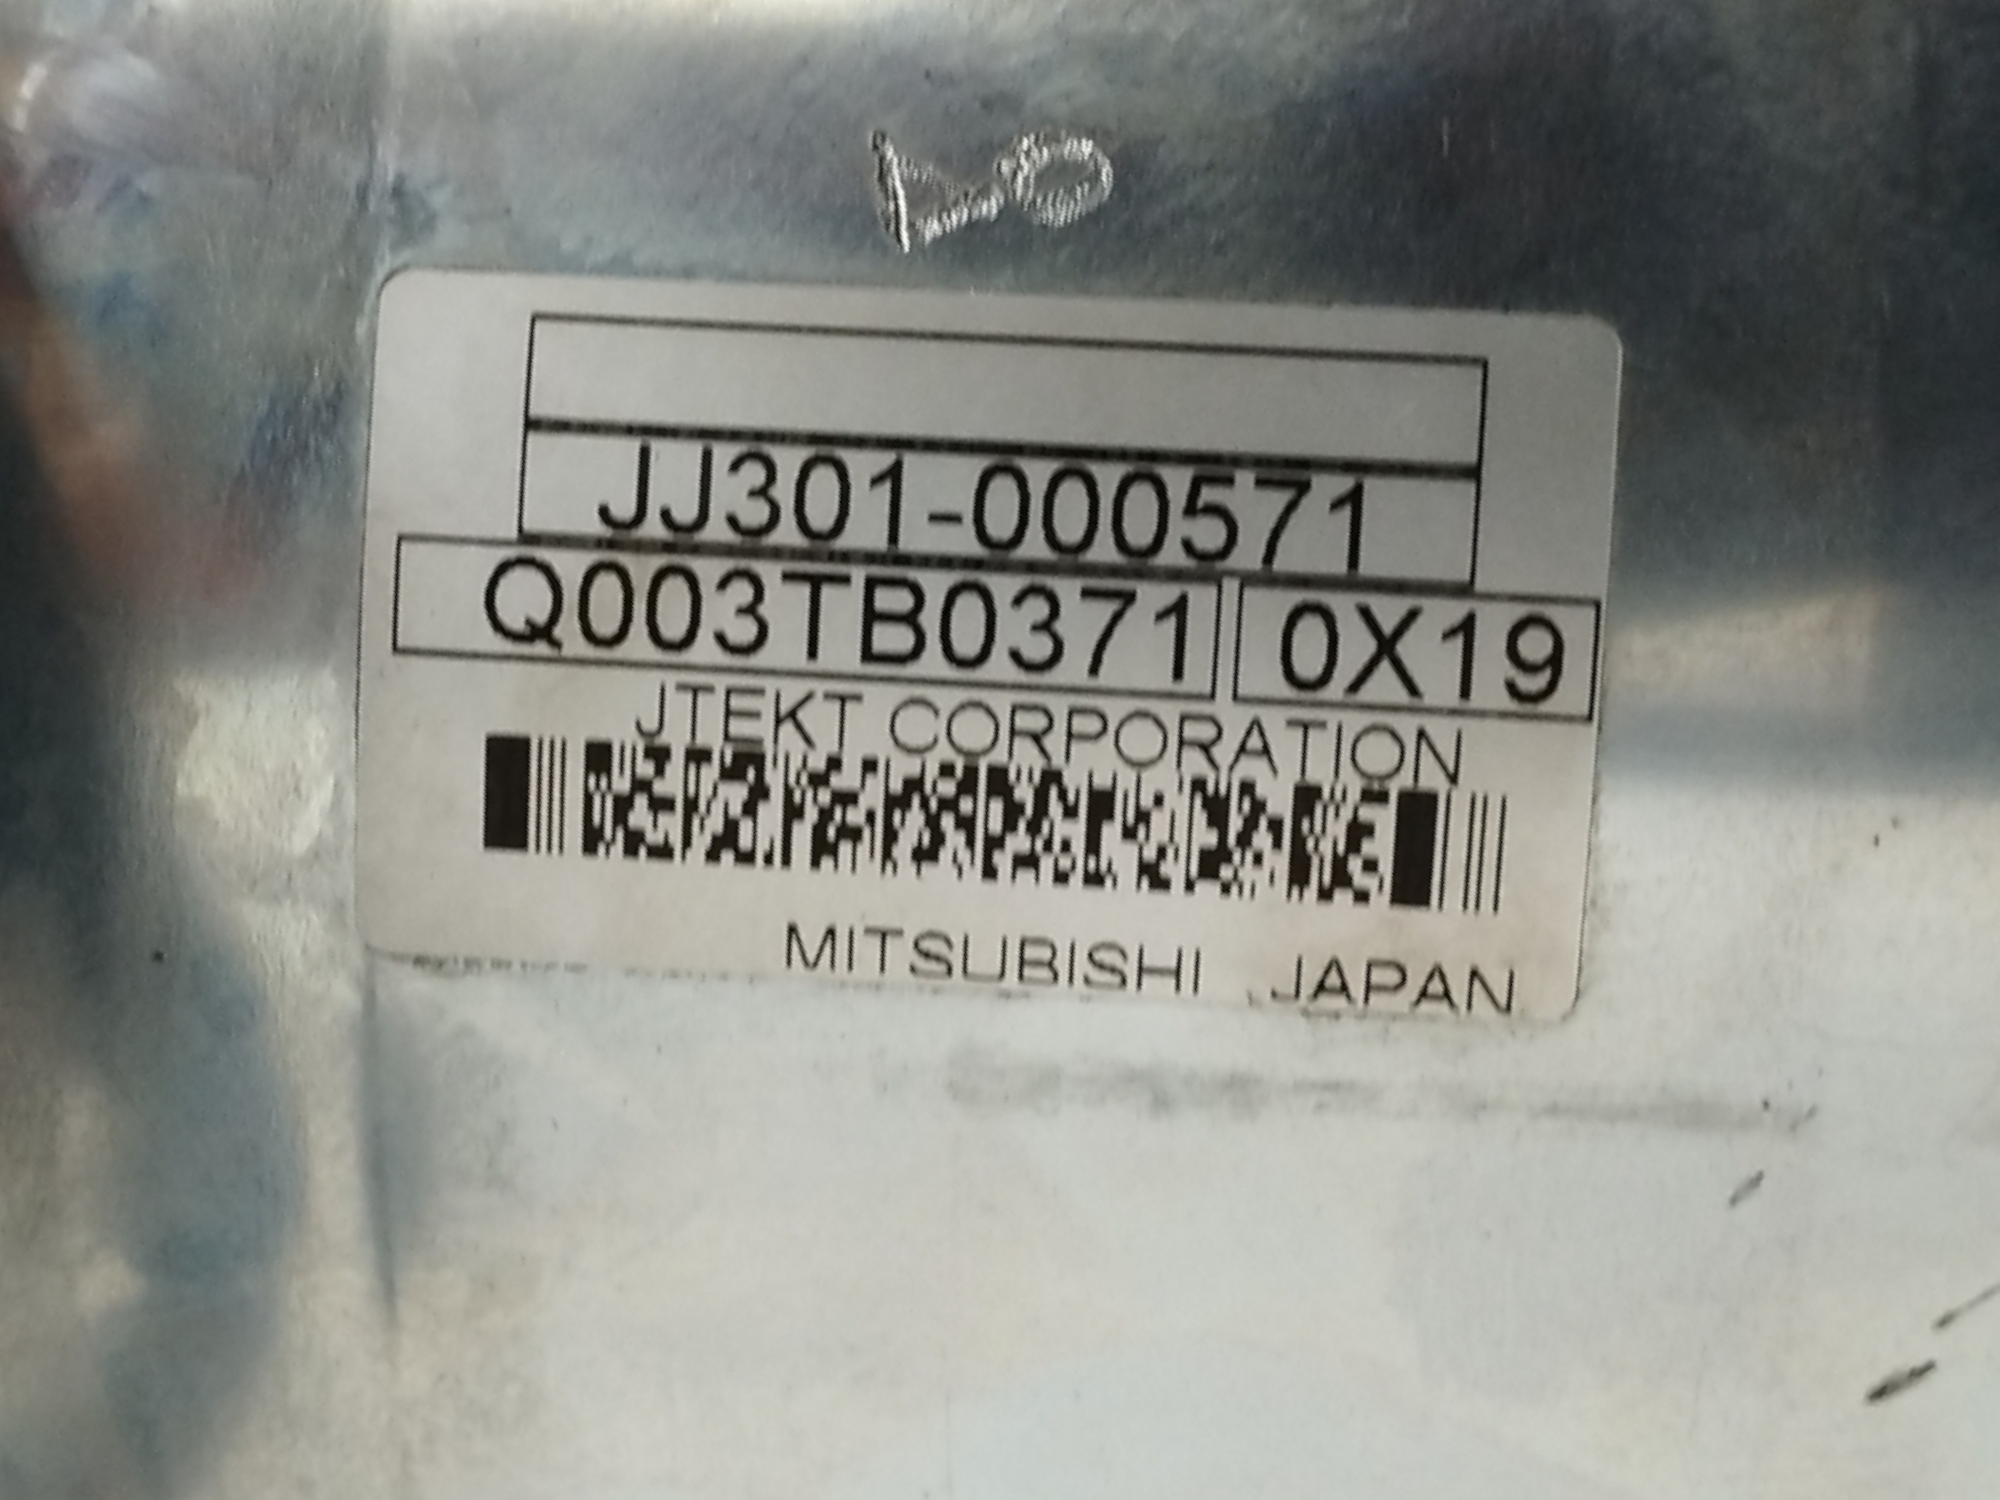 JJ301-000571
Q003TB0371 0X19
JTEKT CORPORATION
MITSUBISHI JAPAN